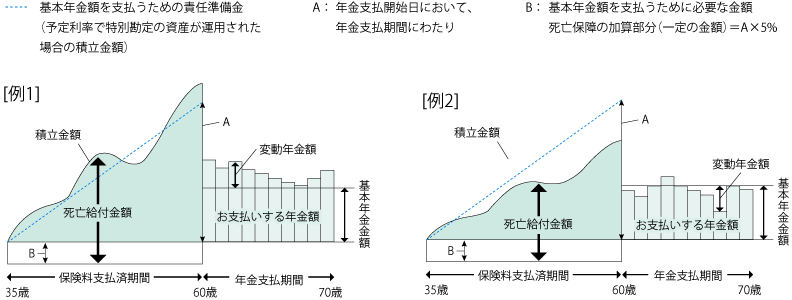 基本年金額を支払うための責任準備金
(予定利率で特別勘定の資産が運用された
場合の積立金額)
A：年金支払開始日において、
年金支払期間にわたり
B：基本年金額を支払うために必要な金額
死亡保障の加算部分(一定の金額)＝A×5%
[例1]
積立金額
A
変動年金額
死亡給付金額
お支払いする年金額
基本年金金額
B
保険料支払済期間
年金支払期間
35歳
60歳
70歳
[例2]
積立金額
A
変動年金額
死亡給付金額
お支払いする年金額
基本年金金額
B
保険料支払済期間
年金支払期間
35歳
60歳
70歳